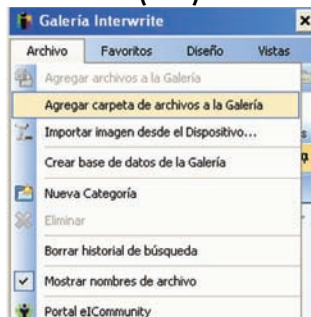 Galería Interwrite
Archivo Favoritos Diseño Vistas
Agregar archivos a la Galería
Agregar carpeta de archivos a la Galería
Importar imagen desde el Dispositivo...
Crear base de datos de la Galería
Nueva Categoría
Eliminar
Borrar historial de búsqueda
Mostrar nombres de archivo
Portal eICommunity